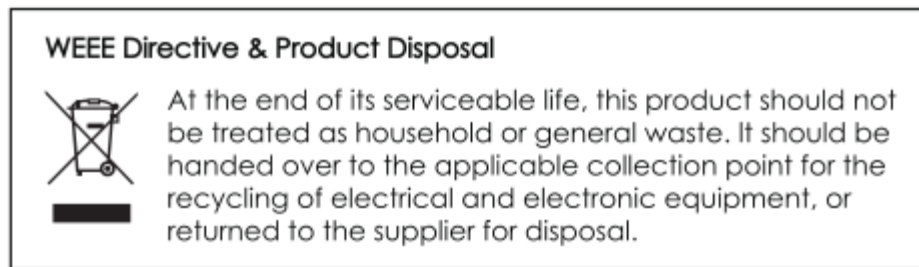 WEEE Directive & Product Disposal
At the end of its serviceable life, this product should not
be treated as household or general waste. It should be
handed over to the applicable collection point for the
recycling of electrical and electronic equipment, or
returned to the supplier for disposal.